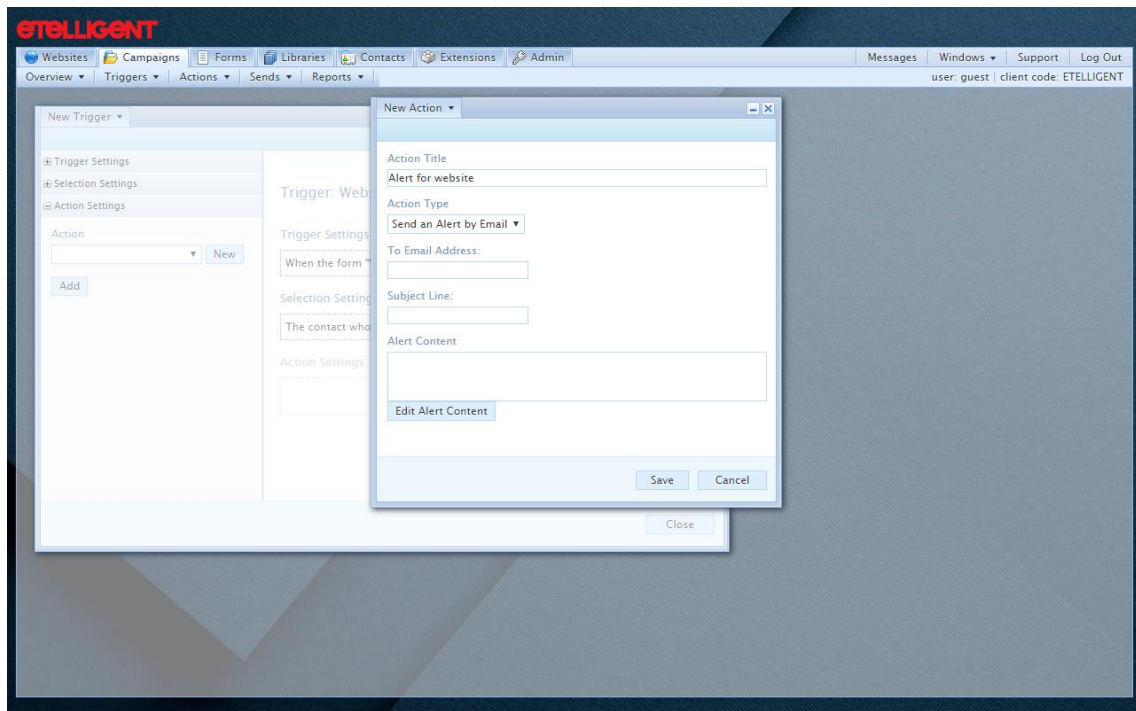 eTELLIGENT
Websites Campaigns Forms Libraries Contacts Extensions Admin Messages Windows Support Log Out
Overview Triggers Actions Sends Reports user: guest client code: ETELLIGENT
New Trigger
Trigger Settings
Selection Settings
Action Settings
Action
New
Add
Trigger: Web
Trigger Settings
When the form "
Selection Setting
The contact who
Action Settings
Close
New Action
Action Title
Alert for website
Action Type
Send an Alert by Email
To Email Address:
Subject Line:
Alert Content
Edit Alert Content
Save Cancel